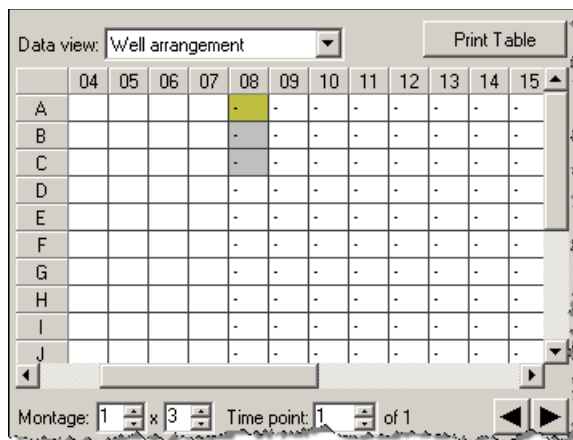 Data view: Well arrangement Print Table
04 05 06 07 08 09 10 11 12 13 14 15
A - - - - - - - -
B - - - - - - - -
C - - - - - - - -
D - - - - - - - -
E - - - - - - - -
F - - - - - - - -
G - - - - - - - -
H - - - - - - - -
I - - - - - - - -
J - - - - - - - -
Montage: 1 x 3 Time point: 1 of 1